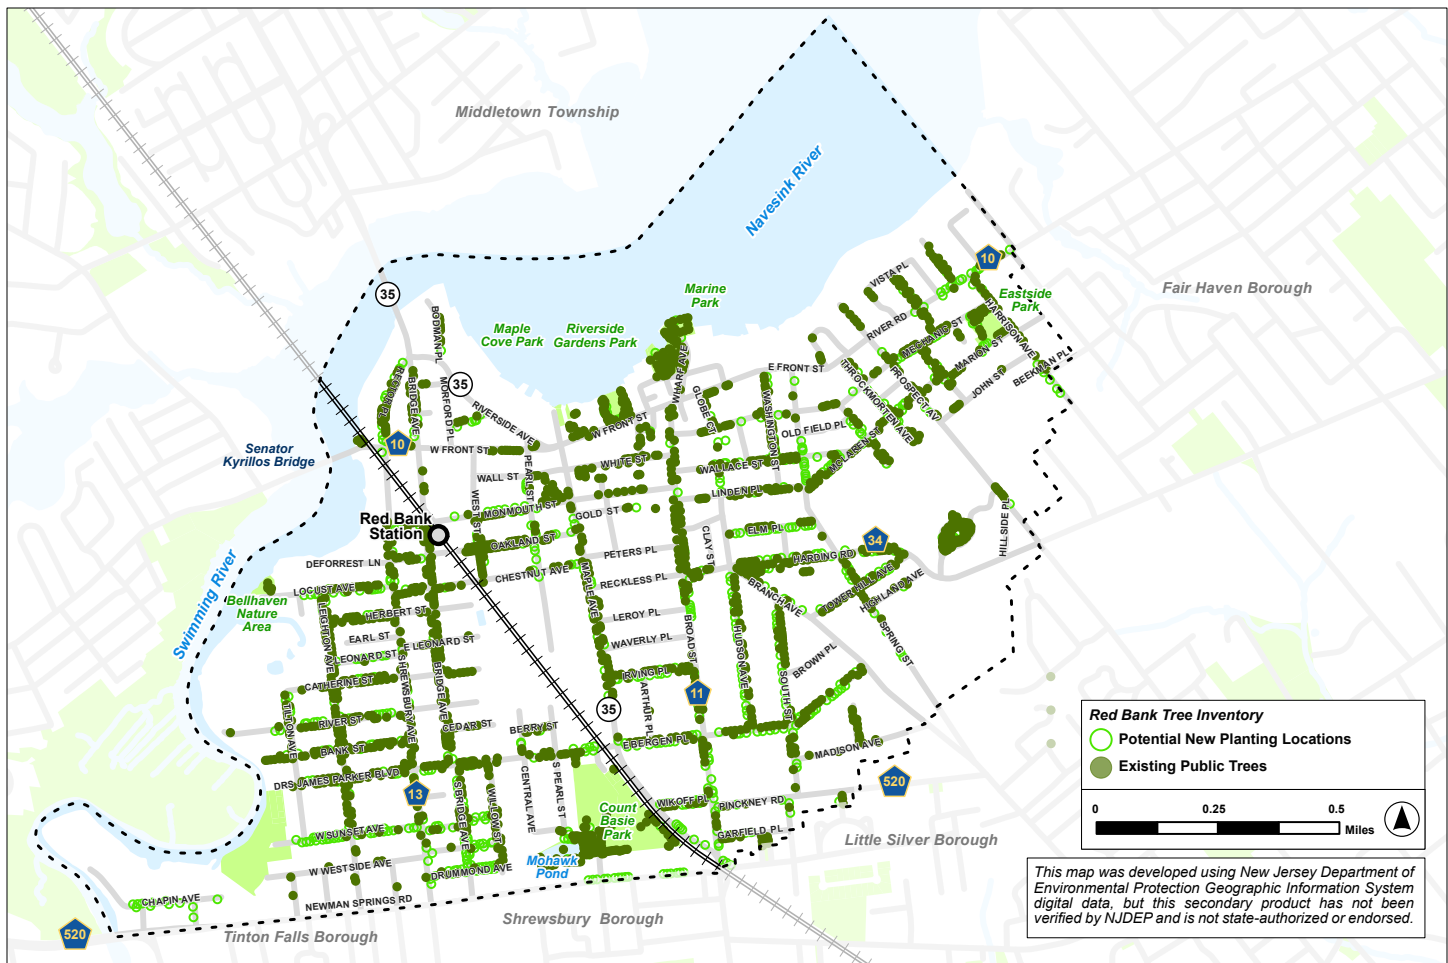 Middletown Township
Navesink River
10
Fair Haven Borough
VISTA PL
Marine
Park
Eastside
Park
35
BODMAN PL
Maple
Cove Park
Riverside
Gardens Park
RIVER RD
MECHANIC ST
HARRISON AVE
MARION ST
WHARF AVE
E FRONT ST
THROCKMORTEN AVE
PROSPECT AV
JOHN ST
BEEKMAN PL
RECTOR PL
BRIDGE AVE
MORFORD PL
35
RIVERSIDE AVE
GLOBE CT
WASHINGTON ST
W FRONT ST
OLD FIELD PL
MCLAREN ST
10
Senator
Kyrillos Bridge
W FRONT ST
WALL ST
PEARL ST
WHITE ST
WALLACE ST
LINDEN PL
WEST ST
MONMOUTH ST
GOLD ST
Red Bank
Station
OAKLAND ST
PETERS PL
CLAY ST
ELM PL
34
HILLSIDE PL
HARDING RD
Swimming River
DEFORREST LN
CHESTNUT AVE
RECKLESS PL
MAPLE AVE
BRANCH AVE
TOWER HILL AVE
HIGHLAND AVE
LOCUST AVE
Bellhaven
Nature
Area
LEIGHTON AVE
HERBERT ST
EARL ST
E LEONARD ST
LEONARD ST
LEROY PL
WAVERLY PL
BROAD ST
HUDSON AVE
SPRING ST
CATHERINE ST
SHREWSBURY AVE
BRIDGE AVE
IRVING PL
ARTHUR PL
11
SOUTH ST
BROWN PL
TILTON AVE
RIVER ST
35
CEDAR ST
BERRY ST
BANK ST
E BERGEN PL
MADISON AVE
DRS JAMES PARKER BLVD
13
S BRIDGE AVE
WILLOW ST
CENTRAL AVE
S PEARL ST
Count
Basie
Park
WIKOFF PL
PINCKNEY RD
520
GARFIELD PL
Little Silver Borough
W SUNSET AVE
W WESTSIDE AVE
DRUMMOND AVE
Mohawk
Pond
CHAPIN AVE
NEWMAN SPRINGS RD
520
Tinton Falls Borough
Shrewsbury Borough
Red Bank Tree Inventory
Potential New Planting Locations
Existing Public Trees
0 0.25 0.5
Miles
This map was developed using New Jersey Department of
Environmental Protection Geographic Information System
digital data, but this secondary product has not been
verified by NJDEP and is not state-authorized or endorsed.